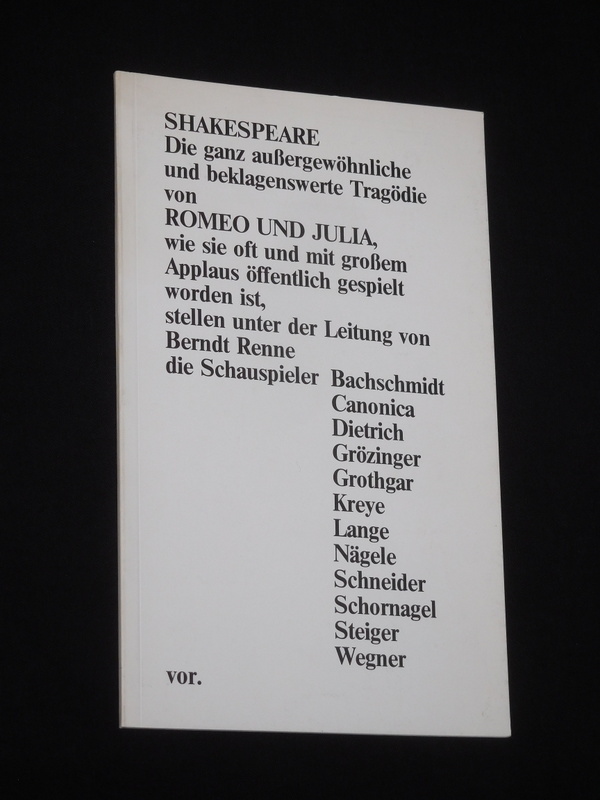 SHAKESPEARE
Die ganz außergewöhnliche
und beklagenswerte Tragödie
von
ROMEO UND JULIA,
wie sie oft und mit großem
Applaus öffentlich gespielt
worden ist,
stellen unter der Leitung von
Berndt Renne
die Schauspieler Bachschmidt
Canonica
Dietrich
Grözinger
Grothgar
Kreye
Lange
Nägele
Schneider
Schornagel
Steiger
Wegner
vor.